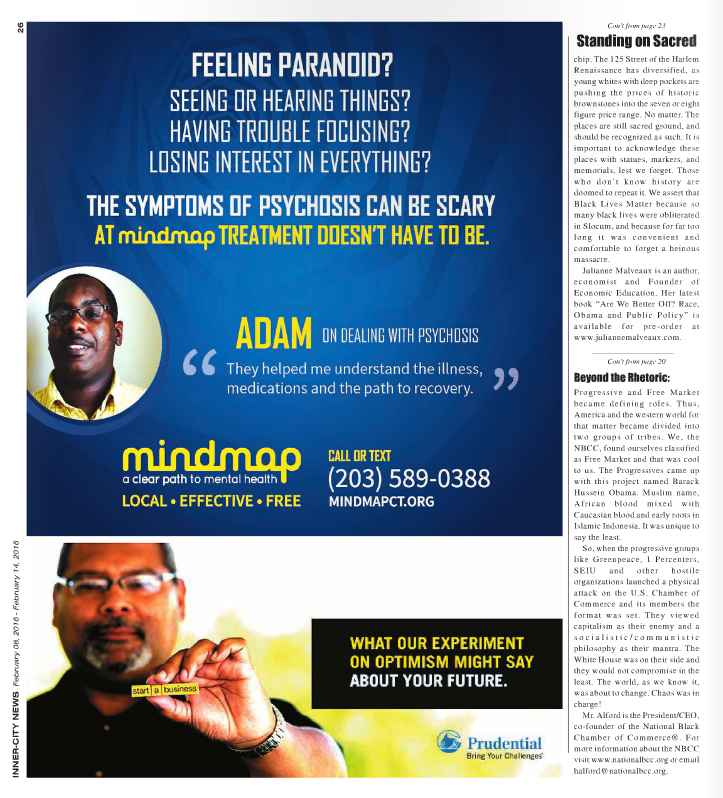 26
INNER-CITY NEWS February 08, 2016 - February 14, 2016
FEELING PARANOID?
SEEING OR HEARING THINGS?
HAVING TROUBLE FOCUSING?
LOSING INTEREST IN EVERYTHING?
THE SYMPTOMS OF PSYCHOSIS CAN BE SCARY
AT mindmap TREATMENT DOESN'T HAVE TO BE.
ADAM ON DEALING WITH PSYCHOSIS
“ They helped me understand the illness,
medications and the path to recovery. ”
mindmap
a clear path to mental health
LOCAL • EFFECTIVE • FREE
CALL OR TEXT
(203) 589-0388
MINDMAPCT.ORG
start a business
WHAT OUR EXPERIMENT
ON OPTIMISM MIGHT SAY
ABOUT YOUR FUTURE.
Prudential
Bring Your Challenges®
Con't from page 23
Standing on Sacred
chip. The 125 Street of the Harlem
Renaissance has diversified, as
young whites with deep pockets are
pushing the prices of historic
brownstones into the seven or eight
figure price range. No matter. The
places are still sacred ground, and
should be recognized as such. It is
important to acknowledge these
places with statues, markers, and
memorials, lest we forget. Those
who don't know history are
doomed to repeat it. We assert that
Black Lives Matter because so
many black lives were obliterated
in Slocum, and because for far too
long it was convenient and
comfortable to forget a heinous
massacre.
Julianne Malveaux is an author,
economist and Founder of
Economic Education. Her latest
book “Are We Better Off? Race,
Obama and Public Policy” is
available for pre-order at
www.juliannemalveaux.com.
Con't from page 20
Beyond the Rhetoric:
Progressive and Free Market
became defining roles. Thus,
America and the western world for
that matter became divided into
two groups of tribes. We, the
NBCC, found ourselves classified
as Free Market and that was cool
to us. The Progressives came up
with this project named Barack
Hussein Obama. Muslim name,
African blood mixed with
Caucasian blood and early roots in
Islamic Indonesia. It was unique to
say the least.
So, when the progressive groups
like Greenpeace, 1 Percenters,
SEIU and other hostile
organizations launched a physical
attack on the U.S. Chamber of
Commerce and its members the
format was set. They viewed
capitalism as their enemy and a
socialistic/communistic
philosophy as their mantra. The
White House was on their side and
they would not compromise in the
least. The world, as we know it,
was about to change. Chaos was in
charge!
Mr. Alford is the President/CEO,
co-founder of the National Black
Chamber of Commerce®. For
more information about the NBCC
visit www.nationalbcc.org or email
halford@nationalbcc.org.